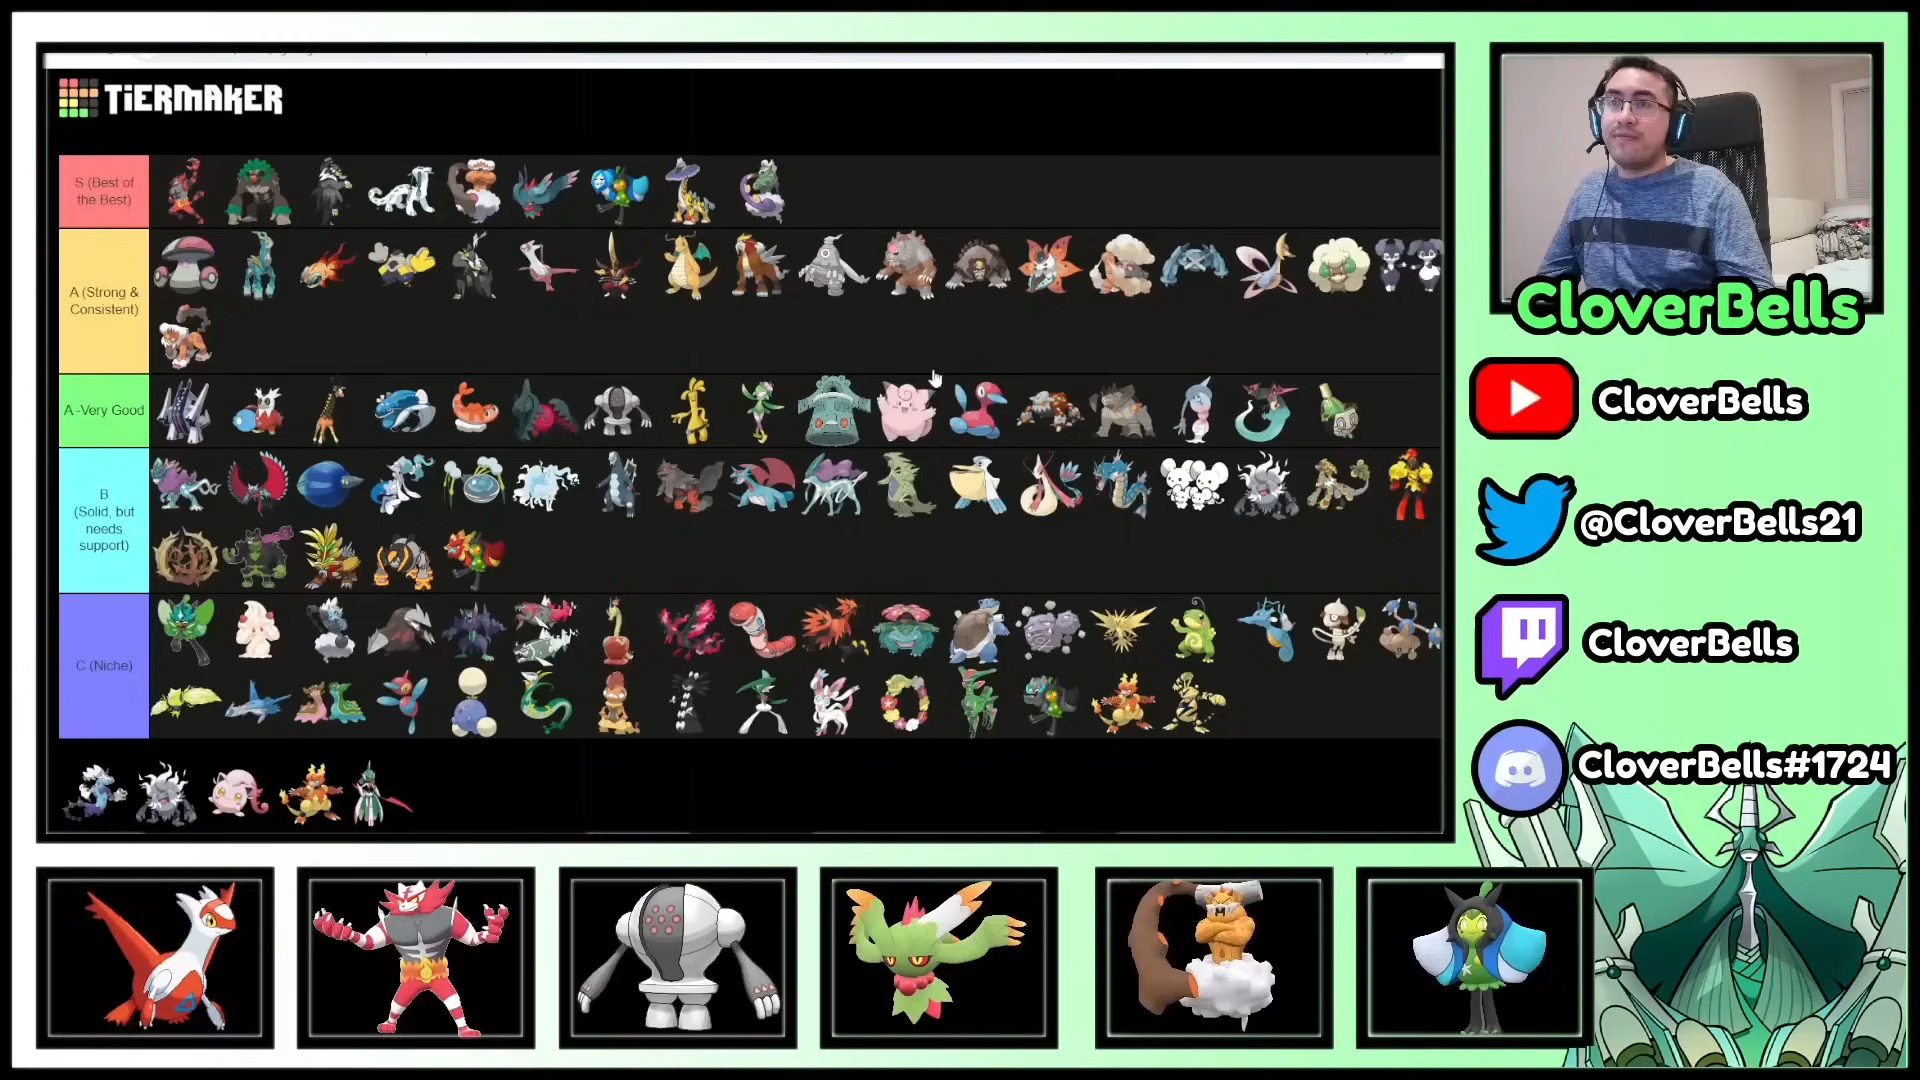 TiERMAKER
S (Best of
the Best)
A (Strong &
Consistent)
A -Very Good
B
(Solid, but
needs
support)
C (Niche)
CloverBells
CloverBells
@CloverBells21
CloverBells
CloverBells#1724